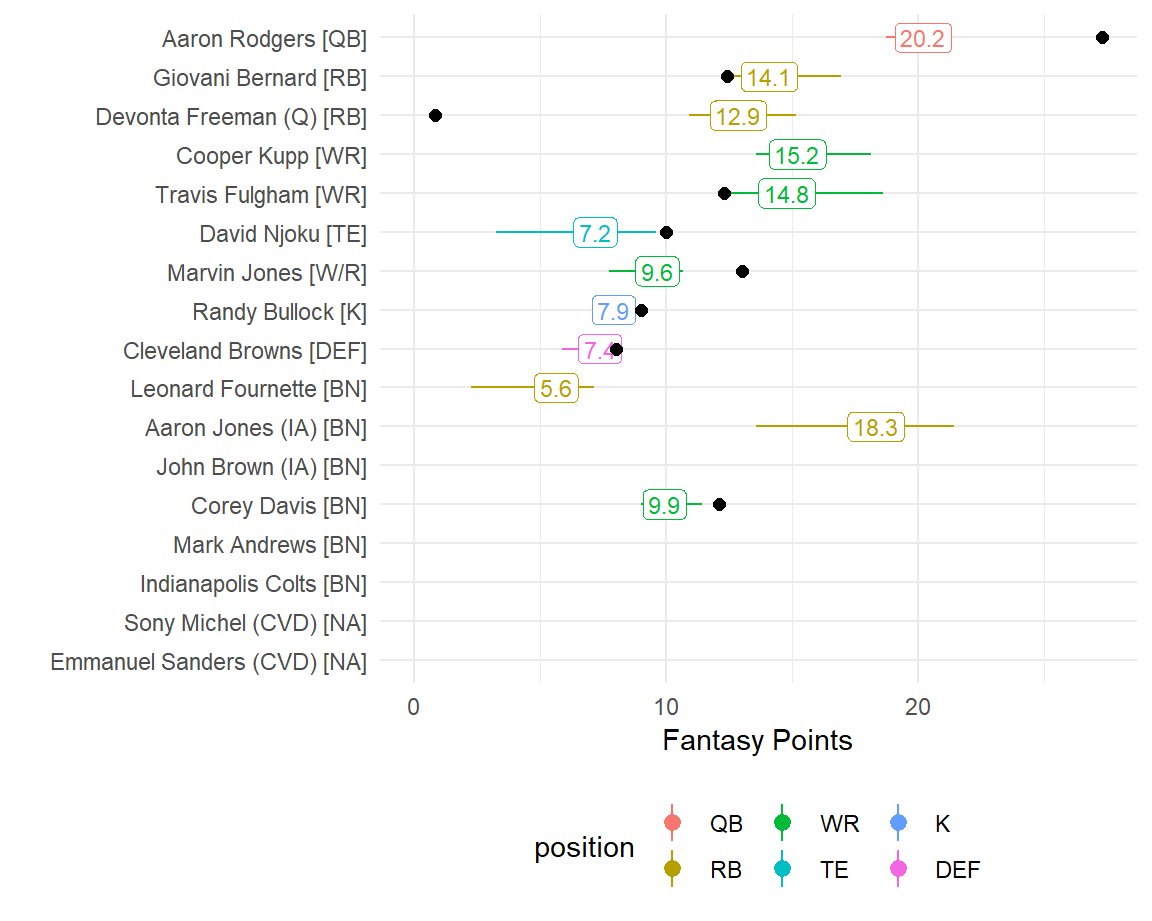 Aaron Rodgers [QB] 20.2
Giovani Bernard [RB] 14.1
Devonta Freeman (Q) [RB] 12.9
Cooper Kupp [WR] 15.2
Travis Fulgham [WR] 14.8
David Njoku [TE] 7.2
Marvin Jones [W/R] 9.6
Randy Bullock [K] 7.9
Cleveland Browns [DEF] 7.4
Leonard Fournette [BN] 5.6
Aaron Jones (IA) [BN] 18.3
John Brown (IA) [BN]
Corey Davis [BN] 9.9
Mark Andrews [BN]
Indianapolis Colts [BN]
Sony Michel (CVD) [NA]
Emmanuel Sanders (CVD) [NA]
0 10 20
Fantasy Points
position
QB WR K
RB TE DEF